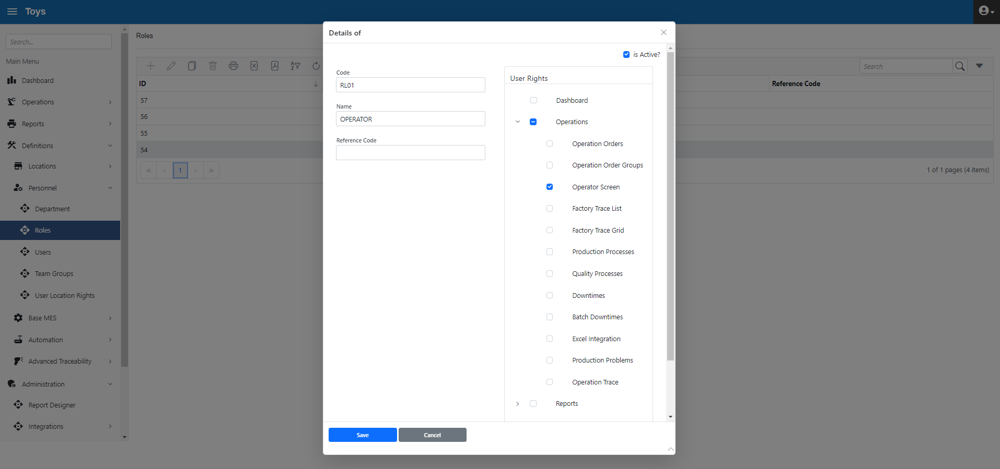 Toys
Search...
Main Menu
Dashboard
Operations
Reports
Definitions
Locations
Personnel
Department
Roles
Users
Team Groups
User Location Rights
Base MES
Automation
Advanced Traceability
Administration
Report Designer
Integrations
Roles
Search
ID
Reference Code
57
56
55
54
« ‹ 1 › »
1 of 1 pages (4 items)
Details of
is Active?
Code
RL01
Name
OPERATOR
Reference Code
User Rights
Dashboard
Operations
Operation Orders
Operation Order Groups
Operator Screen
Factory Trace List
Factory Trace Grid
Production Processes
Quality Processes
Downtimes
Batch Downtimes
Excel Integration
Production Problems
Operation Trace
Reports
Save
Cancel